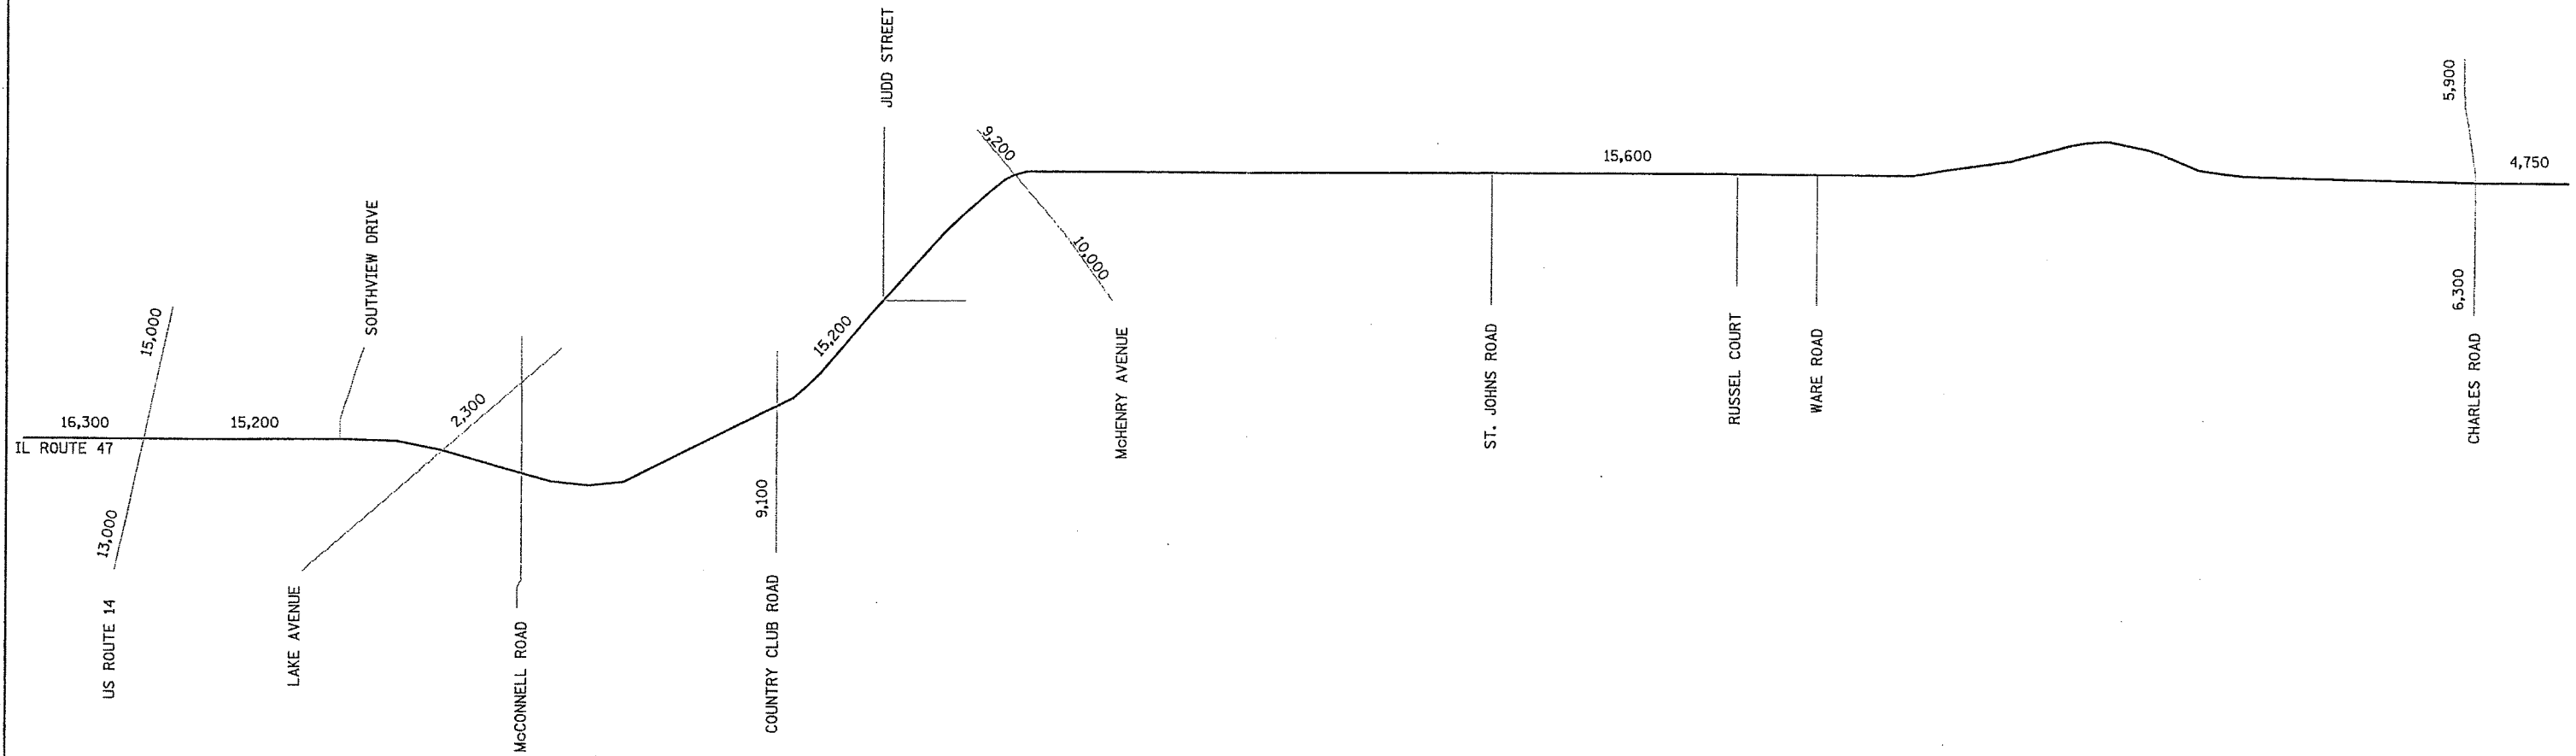 16,300
IL ROUTE 47
15,000
13,000
US ROUTE 14
15,200
SOUTHVIEW DRIVE
2,300
LAKE AVENUE
McCONNELL ROAD
9,100
COUNTRY CLUB ROAD
15,200
JUDD STREET
9,200
10,000
McHENRY AVENUE
ST. JOHNS ROAD
15,600
RUSSEL COURT
WARE ROAD
5,900
6,300
CHARLES ROAD
4,750